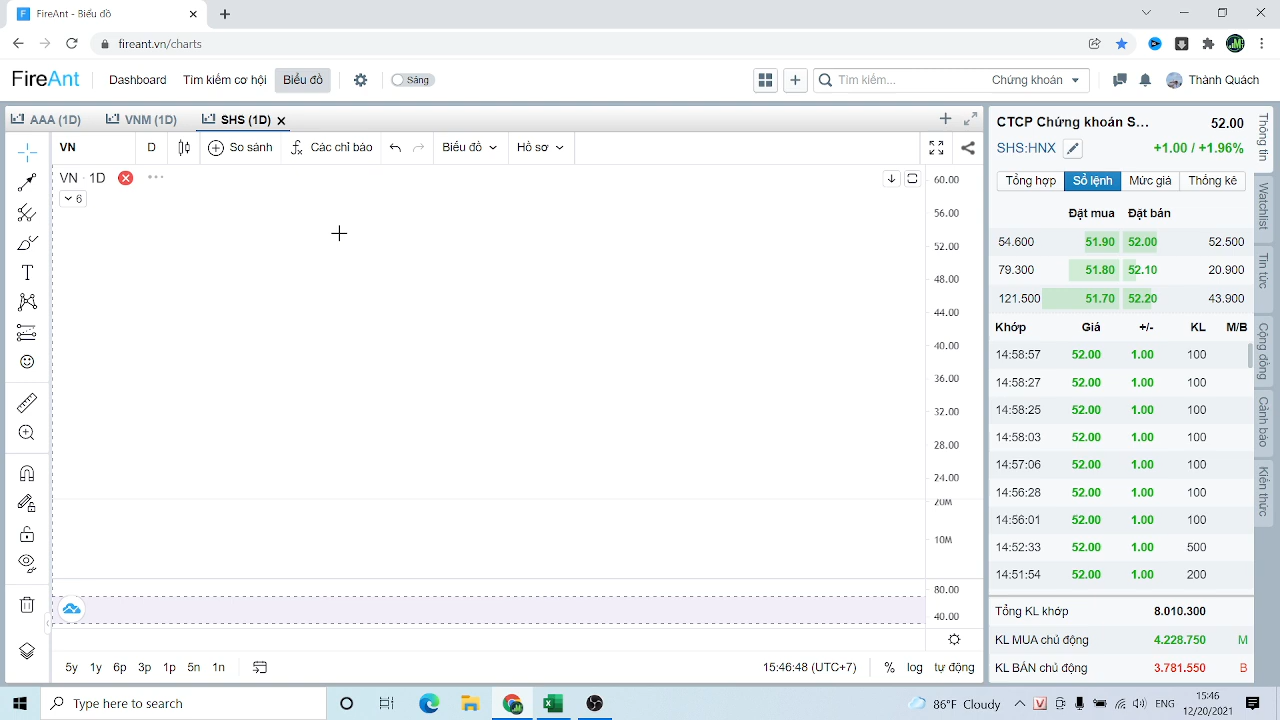 FireAnt - Biểu đồ
fireant.vn/charts
FireAnt
Dashboard
Tìm kiếm cơ hội
Biểu đồ
Sáng
Tìm kiếm...
Chứng khoán
Thành Quách
AAA (1D)
VNM (1D)
SHS (1D)
VN
D
So sánh
Các chỉ báo
Biểu đồ
Hồ sơ
VN · 1D
6
60.00
56.00
52.00
48.00
44.00
40.00
36.00
32.00
28.00
24.00
20M
10M
80.00
40.00
5y 1y 6p 3p 1p 5n 1n
15:46:48 (UTC+7)
% log tự động
CTCP Chứng khoán S... 52.00
SHS:HNX +1.00 / +1.96%
Tổng hợp Sổ lệnh Mức giá Thống kê
Đặt mua Đặt bán
54.600 51.90 52.00 52.500
79.300 51.80 52.10 20.900
121.500 51.70 52.20 43.900
Khớp Giá +/- KL M/B
14:58:57 52.00 1.00 100
14:58:27 52.00 1.00 100
14:58:25 52.00 1.00 100
14:58:03 52.00 1.00 100
14:57:06 52.00 1.00 100
14:56:28 52.00 1.00 100
14:56:01 52.00 1.00 100
14:52:33 52.00 1.00 500
14:51:54 52.00 1.00 200
Tổng KL khớp 8.010.300
KL MUA chủ động 4.228.750 M
KL BÁN chủ động 3.781.550 B
Thông tin
Watchlist
Tin tức
Cộng đồng
Cảnh báo
Kiến thức
Type here to search
86°F Cloudy
ENG
15:46
12/20/2021